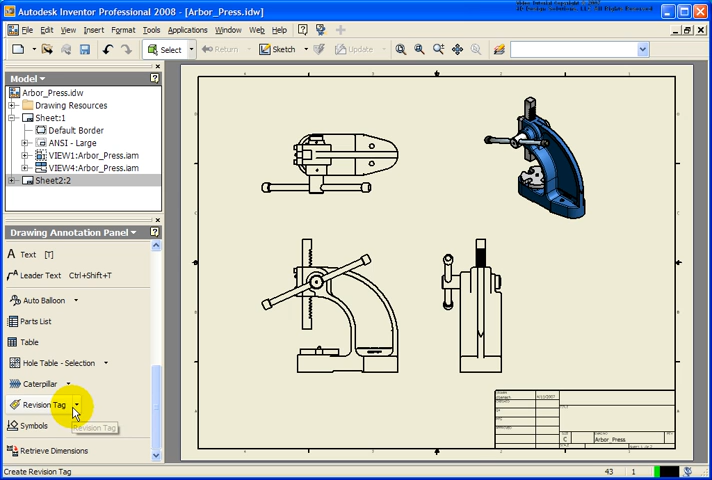 Autodesk Inventor Professional 2008 - [Arbor_Press.idw]
File Edit View Insert Format Tools Applications Window Web Help
Select Return Sketch Update
Model
Arbor_Press.idw
Drawing Resources
Sheet:1
Default Border
ANSI - Large
VIEW1:Arbor_Press.iam
VIEW4:Arbor_Press.iam
Sheet2:2
Drawing Annotation Panel
Text [T]
Leader Text Ctrl+Shift+T
Auto Balloon
Parts List
Table
Hole Table - Selection
Caterpillar
Revision Tag
Revision Tag
Symbols
Retrieve Dimensions
C
Arbor_Press
Create Revision Tag
43 1